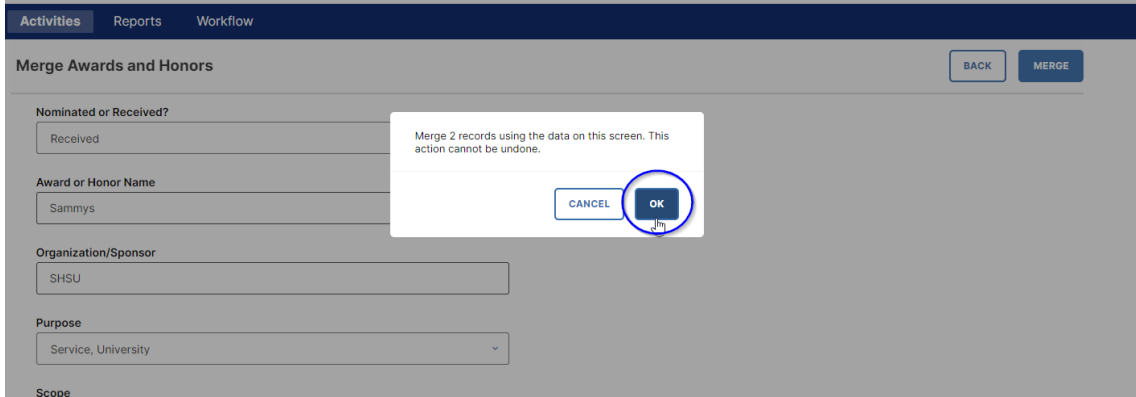 Activities Reports Workflow
Merge Awards and Honors BACK MERGE
Nominated or Received?
Received
Merge 2 records using the data on this screen. This
action cannot be undone.
CANCEL OK
Award or Honor Name
Sammys
Organization/Sponsor
SHSU
Purpose
Service, University
Scope